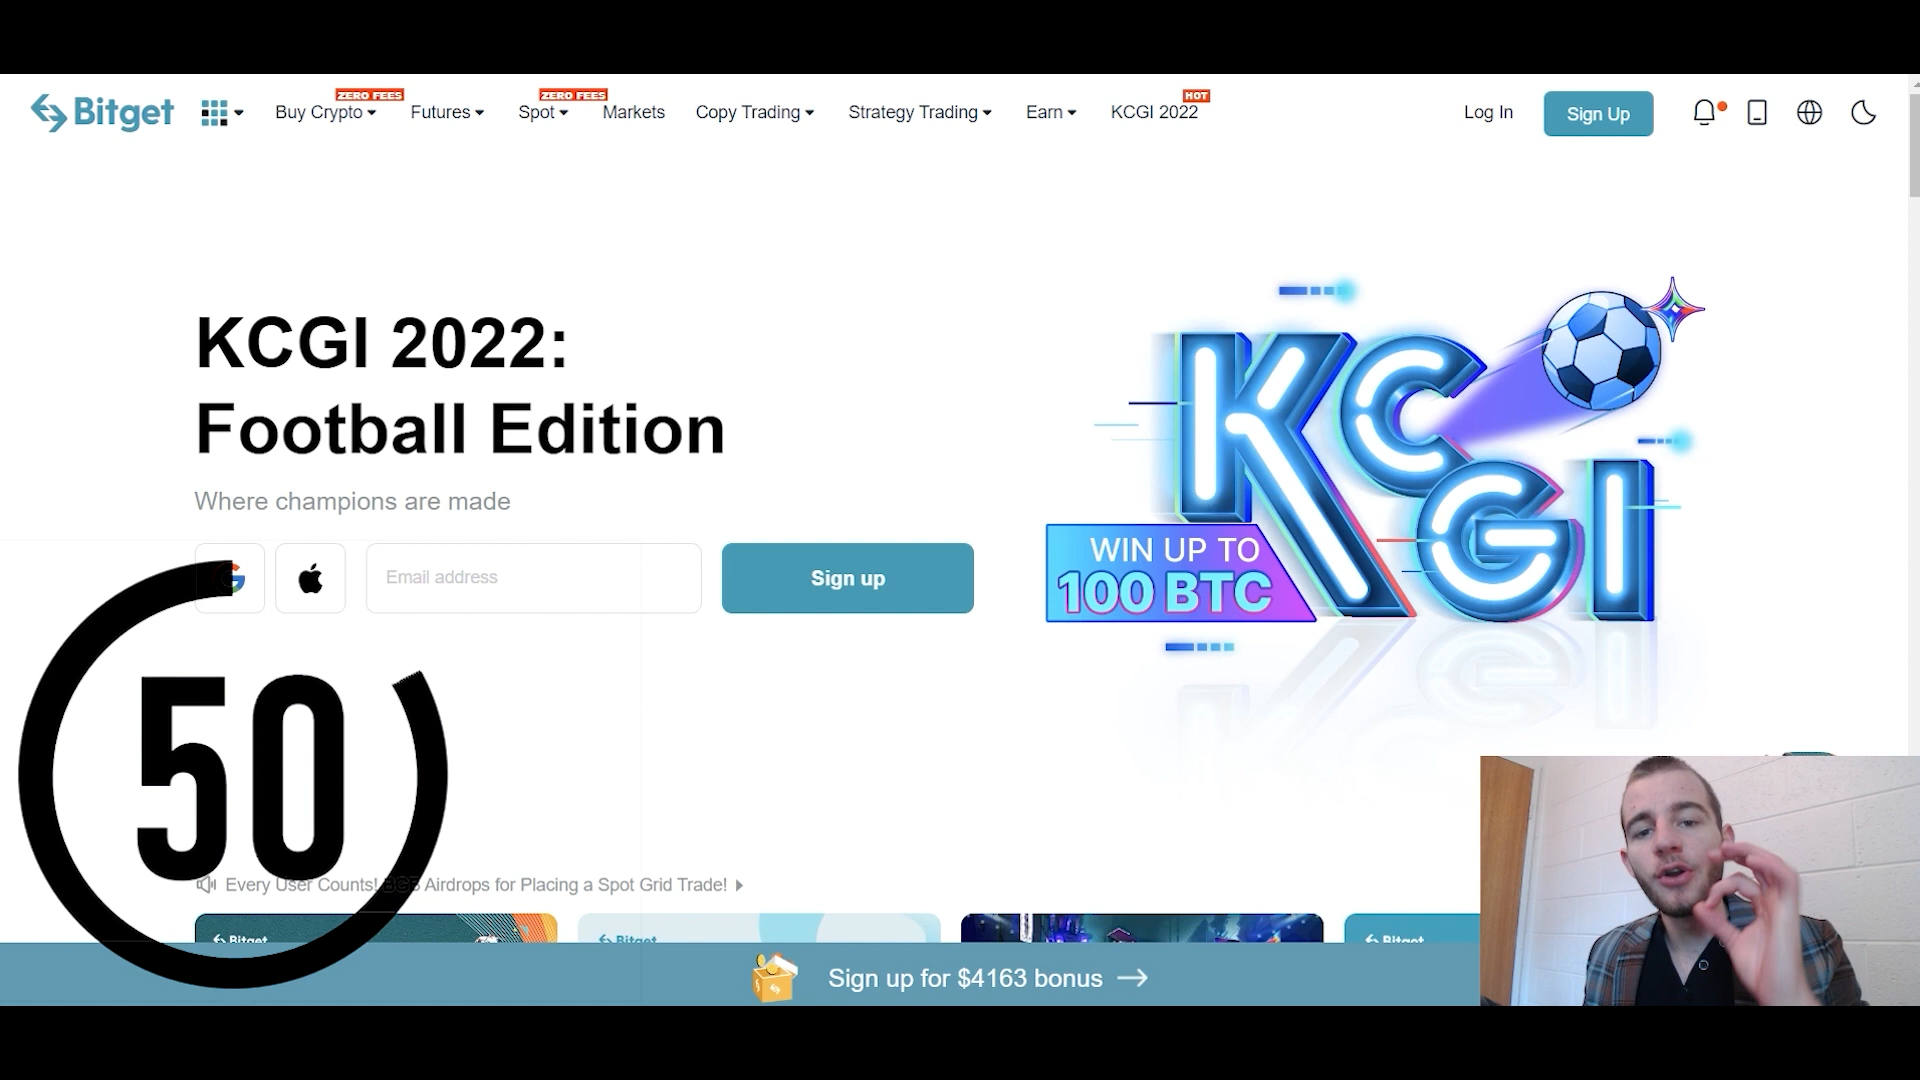 Bitget
Buy Crypto
ZERO FEES
Futures
Spot
ZERO FEES
Markets
Copy Trading
Strategy Trading
Earn
KCGI 2022
HOT
Log In
Sign Up
KCGI 2022:
Football Edition
Where champions are made
Email address
Sign up
KCGI
WIN UP TO
100 BTC
50
Every User Counts! BGB Airdrops for Placing a Spot Grid Trade!
Bitget
Bitget
Bitget
Sign up for $4163 bonus